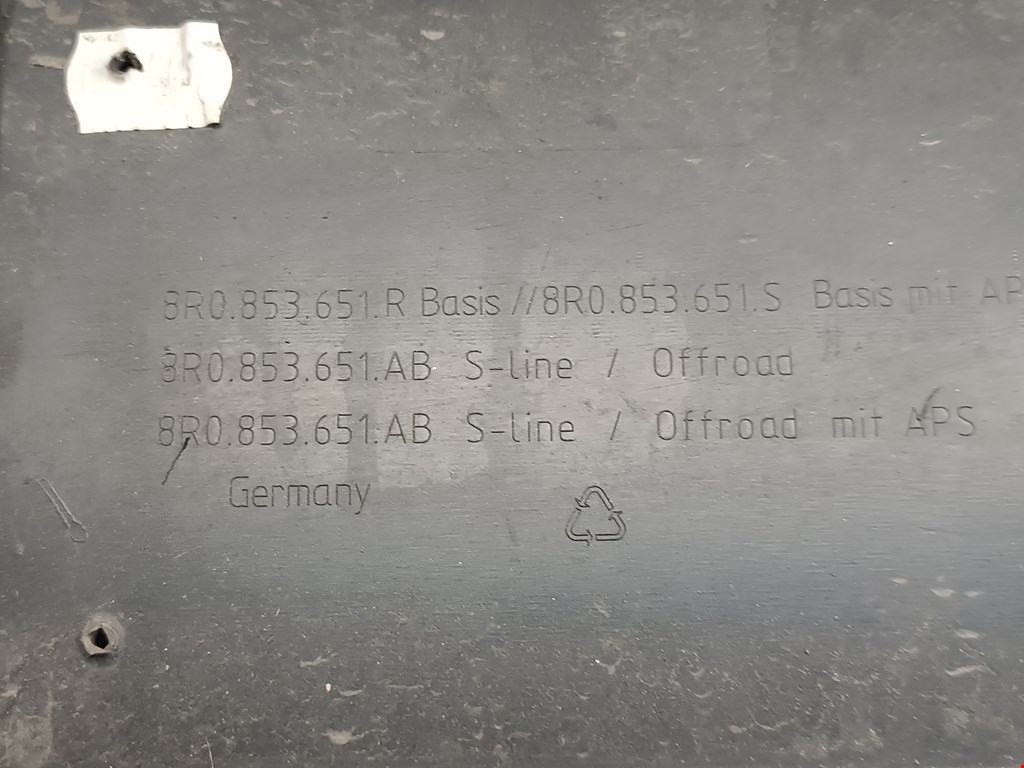 8R0.853.651.R Basis //8R0.853.651.S Basis mit AP
8R0.853.651.AB S-line / Offroad
8R0.853.651.AB S-line / Offroad mit APS
Germany